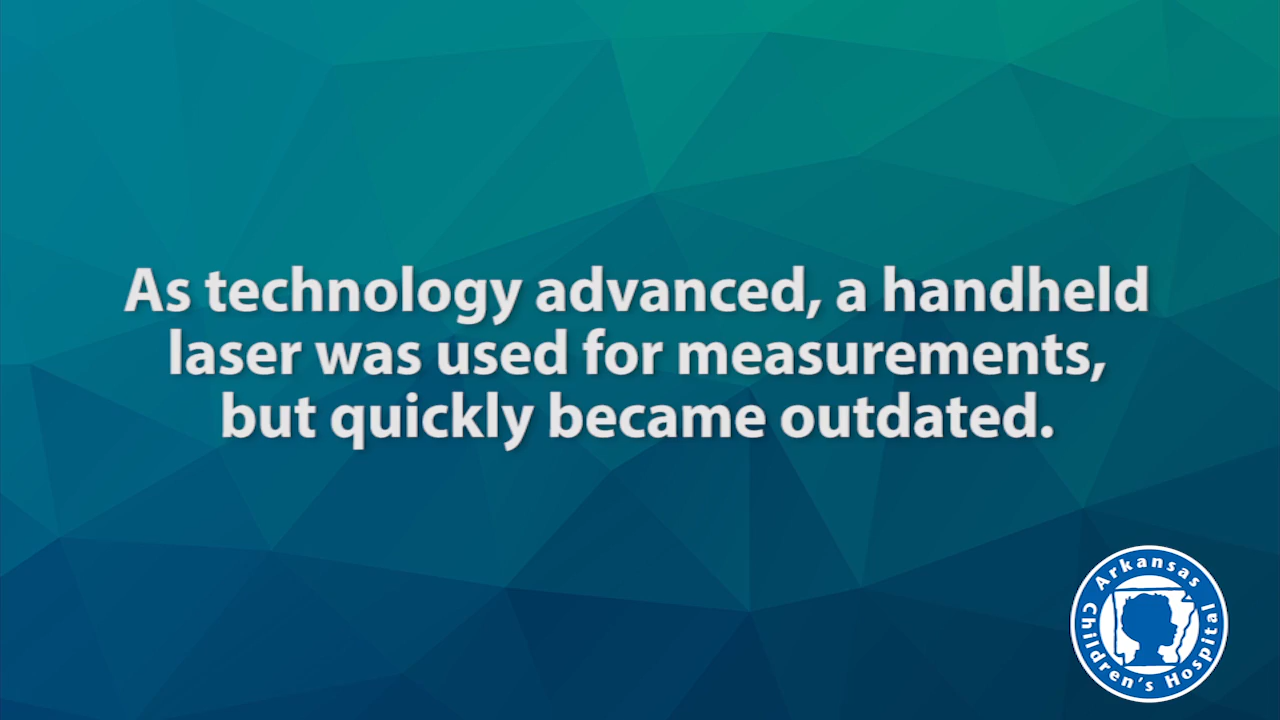 As technology advanced, a handheld
laser was used for measurements,
but quickly became outdated.
Arkansas
Children's Hospital